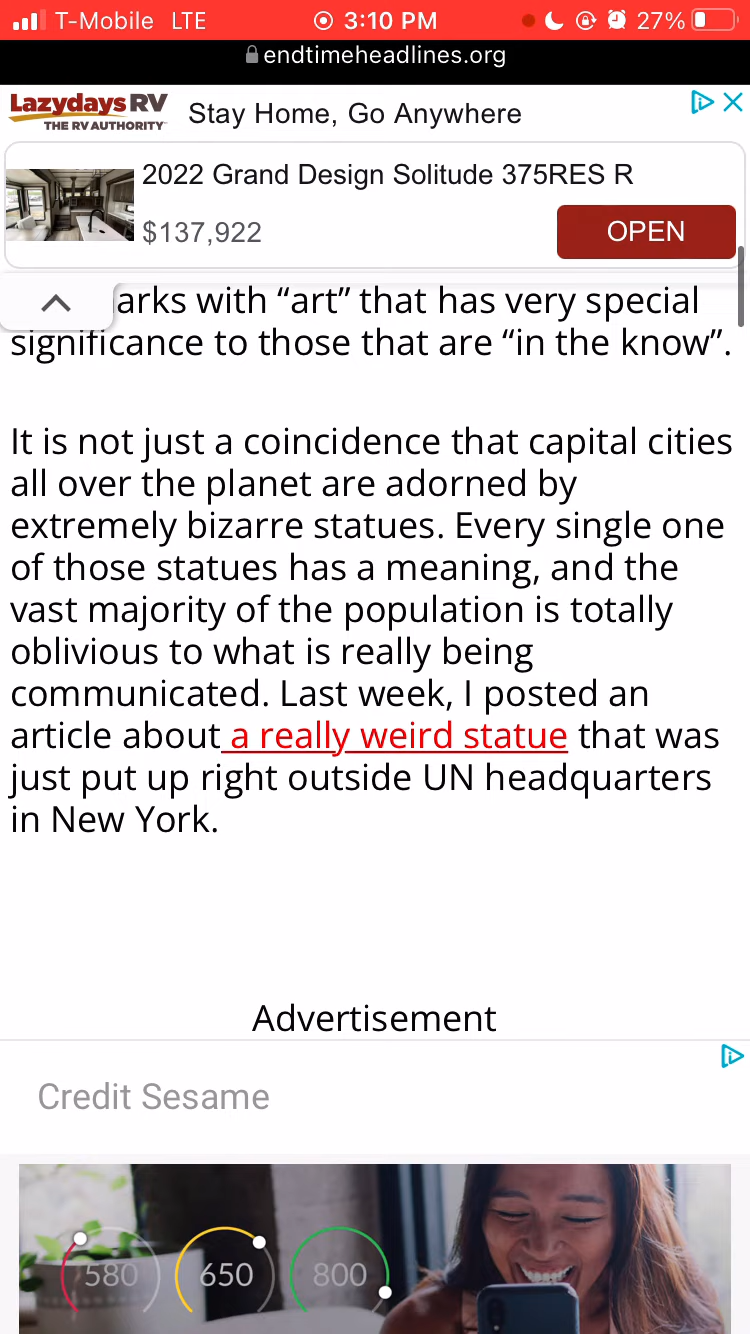 T-Mobile LTE 3:10 PM 27%
endtimeheadlines.org
Lazydays RV
THE RV AUTHORITY
Stay Home, Go Anywhere
2022 Grand Design Solitude 375RES R
$137,922
OPEN
arks with “art” that has very special
significance to those that are “in the know”.
It is not just a coincidence that capital cities
all over the planet are adorned by
extremely bizarre statues. Every single one
of those statues has a meaning, and the
vast majority of the population is totally
oblivious to what is really being
communicated. Last week, I posted an
article about a really weird statue that was
just put up right outside UN headquarters
in New York.
Advertisement
Credit Sesame
580 650 800